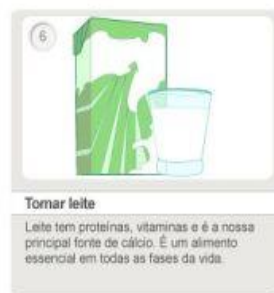 6
Tomar leite
Leite tem proteínas, vitaminas e é a nossa
principal fonte de cálcio. É um alimento
essencial em todas as fases da vida.